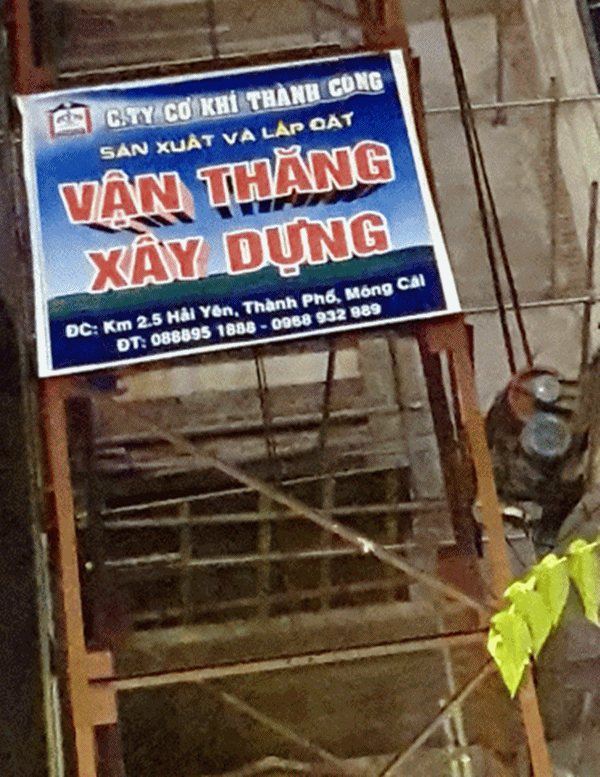 C.TY CƠ KHÍ THÀNH CÔNG
SẢN XUẤT VÀ LẮP ĐẶT
VẬN THĂNG
XÂY DỰNG
ĐC: Km 2.5 Hải Yên, Thành Phố, Móng Cái
ĐT: 088895 1888 - 0968 932 989